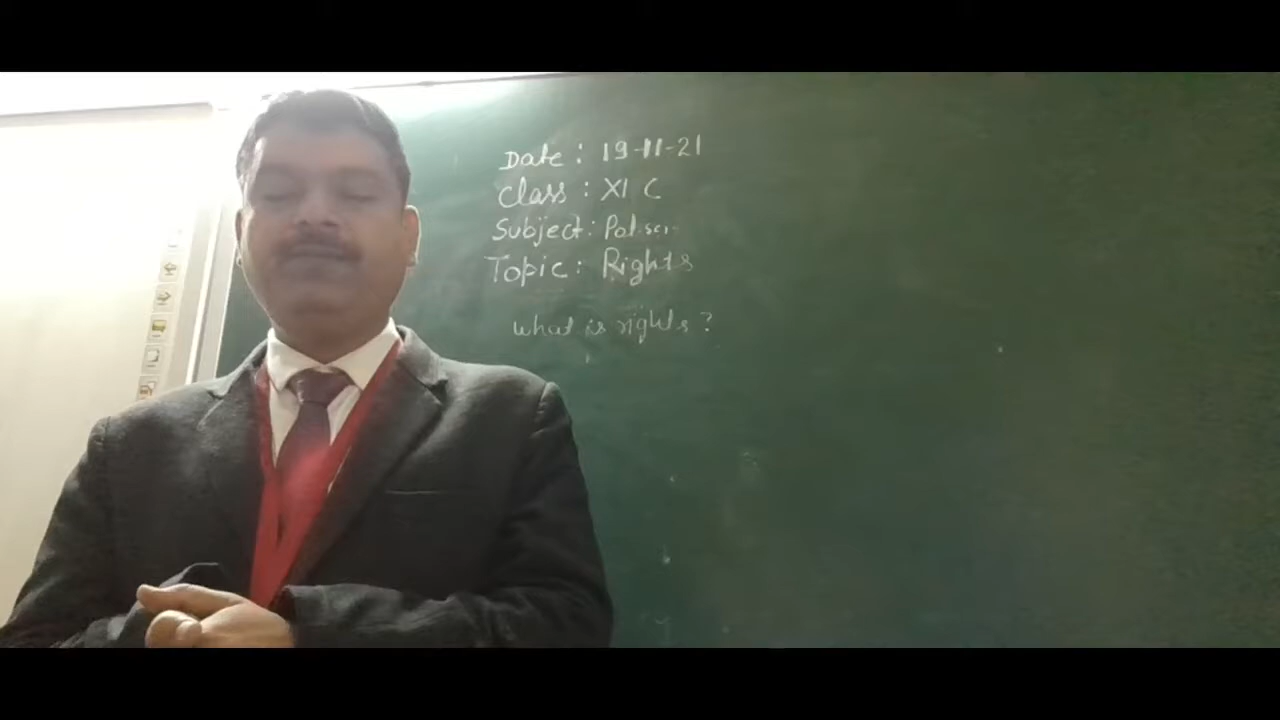 Date : 19-11-21
Class : XI C
Subject : Pol.sci.
Topic : Rights
what is rights ?